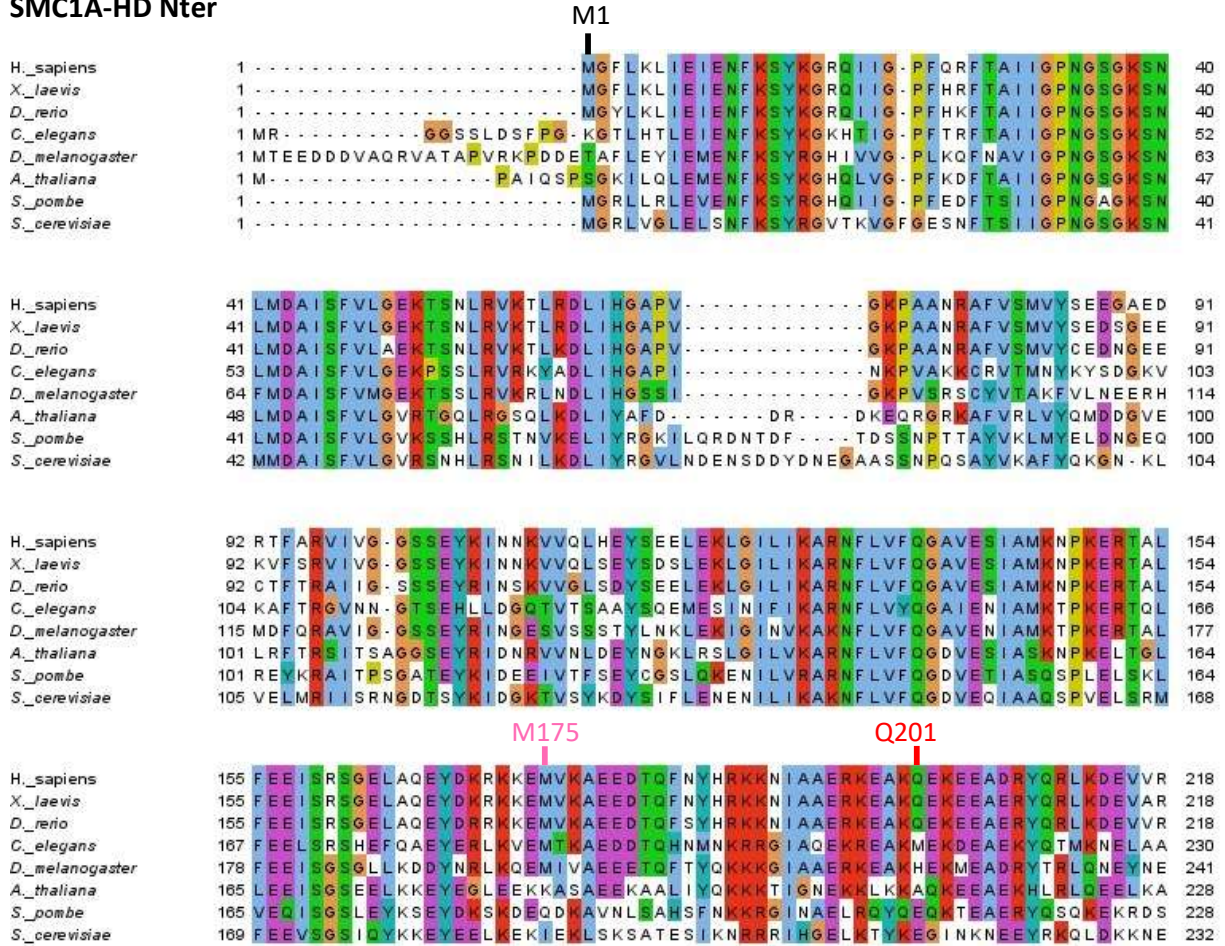 SMC1A-HD Nter
M1
H._sapiens 1 -----------------------MGFLKLIEIENFKSYKGRQIIG-PFQRFTAIIGPNGSGKSN 40
X._laevis 1 -----------------------MGFLKLIEIENFKSYKGRQIIG-PFHRFTAIIGPNGSGKSN 40
D._rerio 1 -----------------------MGYLKLIEIENFKSYKGRQIIG-PFHKFTAIIGPNGSGKSN 40
C._elegans 1 MR----------GGSSLDSFPG-KGTLHTLEIENFKSYKGKHTIG-PFTRFTAIIGPNGSGKSN 52
D._melanogaster 1 MTEEDDDVAQRVATAPVRKPDDETAFLEYIEMENFKSYRGHIVVG-PLKQFNAVIGPNGSGKSN 63
A._thaliana 1 M----------------PAIQSPSGKILQLEMENFKSYKGHQLVG-PFKDFTAIIGPNGSGKSN 47
S._pombe 1 -----------------------MGRLLRLEVENFKSYRGHQIIG-PFEDFTSIIGPNGAGKSN 40
S._cerevisiae 1 -----------------------MGRLVGLELSNFKSYRGVTKVGFGESNFTSIIGPNGSGKSN 41
H._sapiens 41 LMDAISFVLGEKTSNLRVKTLRDLIHGAPV-------------GKPAANRAFVSMVYSEEGAED 91
X._laevis 41 LMDAISFVLGEKTSNLRVKTLRDLIHGAPV-------------GKPAANRAFVSMVYSEDSGEE 91
D._rerio 41 LMDAISFVLAEKTSNLRVKTLKDLIHGAPV-------------GKPAANRAFVSMVYCEDNGEE 91
C._elegans 53 LMDAISFVLGEKPSSLRVRKYADLIHGAPI-------------NKPVAKKCRVTMNYKYSDGKV 103
D._melanogaster 64 FMDAISFVMGEKTSSLRVKRLNDLIHGSSI-------------GKPVSRSCYVTAKFVLNEERH 114
A._thaliana 48 LMDAISFVLGVRTGQLRGSQLKDLIYAFD-------DR----DKEQRGRKAFVRLVYQMDDGVE 100
S._pombe 41 LMDAISFVLGVKSSHLRSTNVKELIYRGKILQRDNTDF----TDSSNPTTAYVKLMYELDNGEQ 100
S._cerevisiae 42 MMDAISFVLGVRSNHLRSNILKDLIYRGVLNDENSDDYDNEGAASSNPQSAYVKAFYQKGN-KL 104
H._sapiens 92 RTFARVIVG-GSSEYKINNKVVQLHEYSEELEKLGILIKARNFLVFQGAVESIAMKNPKERTAL 154
X._laevis 92 KVFSRVIVG-GSSEYKINNKVVQLSEYSDSLEKLGILIKARNFLVFQGAVESIAMKNPKERTAL 154
D._rerio 92 CTFTRAIIG-SSSEYRINSKVVGLSDYSEELEKLGILIKARNFLVFQGAVESIAMKNPKERTAL 154
C._elegans 104 KAFTRGVNN-GTSEHLLDGQTVTSAAYSQEMESINIFIKARNFLVYQGAIENIAMKTPKERTQL 166
D._melanogaster 115 MDFQRAVIG-GSSEYRINGESVSSSTYLNKLEKIGINVKAKNFLVFQGAVENIAMKTPKERTAL 177
A._thaliana 101 LRFTRSITSAGGSEYRIDNRVVNLDEYNGKLRSLGILVKARNFLVFQGDVESIASKNPKELTGL 164
S._pombe 101 REYKRAITPSGATEYKIDEEIVTFSEYCGSLQKENILVRARNFLVFQGDVETIASQSPLELSKL 164
S._cerevisiae 105 VELMRIISRNGDTSYKIDGKTVSYKDYSIFLENENILIKAKNFLVFQGDVEQIAAQSPVELSRM 168
M175 Q201
H._sapiens 155 FEEISRSGELAQEYDKRKKEMVKAEEDTQFNYHRKKNIAAERKEAKQEKEEADRYQRLKDEVVR 218
X._laevis 155 FEEISRSGELAQEYDKRKKEMVKAEEDTQFNYHRKKNIAAERKEAKQEKEEAERYQRLKDEVAR 218
D._rerio 155 FEEISRSGELAQEYDRRKKEMVKAEEDTQFSYHRKKNIAAERKEAKQEKEEAERYQRLKDEVVR 218
C._elegans 167 FEELSRSHEFQAEYERLKVEMTKAEDDTQHNMNKRRGIAQEKREAKMEKDEAEKYQTMKNELAA 230
D._melanogaster 178 FEEISGSGLLKDDYNRLKQEMIVAEEETQFTYQKKKGIAAERKEAKHEKMEADRYTRLQNEYNE 241
A._thaliana 165 LEEISGSEELKKEYEGLEEKKASAEEKAALIYQKKKTIGNEKKLKKAQKEEAEKHLRLQEELKA 228
S._pombe 165 VEQISGSLEYKSEYDKSKDEQDKAVNLSAHSFNKKRGINAELRQYQEQKTEAERYQSQKEKRDS 228
S._cerevisiae 169 FEEVSGSIQYKKEYEELKEKIEKLSKSATESIKNRRRIHGELKTYKEGINKNEEYRKQLDKKNE 232